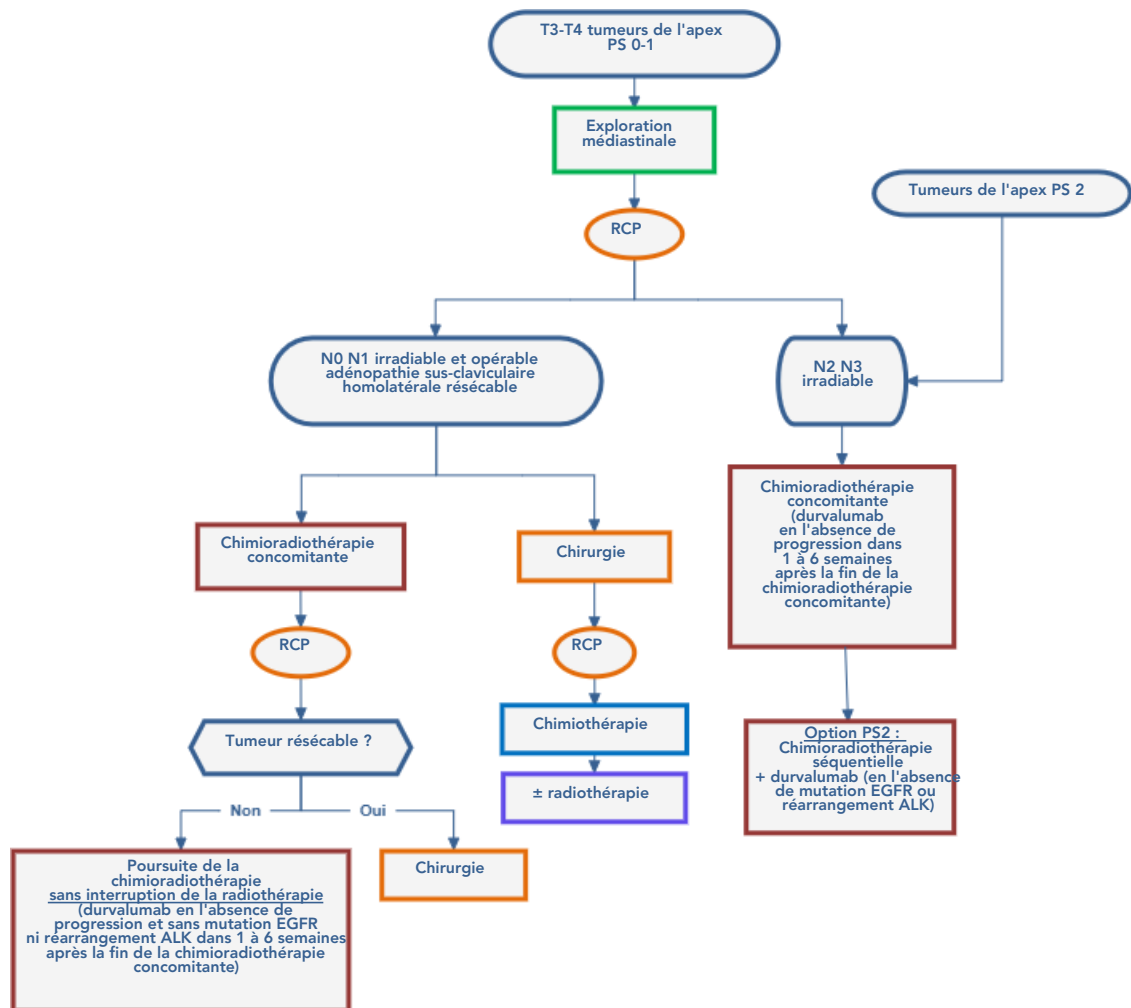 T3-T4 tumeurs de l'apex
PS 0-1
Exploration
médiastinale
Tumeurs de l'apex PS 2
RCP
N0 N1 irradiable et opérable
adénopathie sus-claviculaire
homolatérale résécable
N2 N3
irradiable
Chimioradiothérapie
concomitante
Chirurgie
Chimioradiothérapie
concomitante
(durvalumab
en l'absence de
progression dans
1 à 6 semaines
après la fin de la
chimioradiothérapie
concomitante)
RCP
RCP
Tumeur résécable ?
Chimiothérapie
± radiothérapie
Option PS2 :
Chimioradiothérapie
séquentielle
+ durvalumab (en l'absence
de mutation EGFR ou
réarrangement ALK)
Non
Oui
Poursuite de la
chimioradiothérapie
sans interruption de la radiothérapie
(durvalumab en l'absence de
progression et sans mutation EGFR
ni réarrangement ALK dans 1 à 6 semaines
après la fin de la chimioradiothérapie
concomitante)
Chirurgie